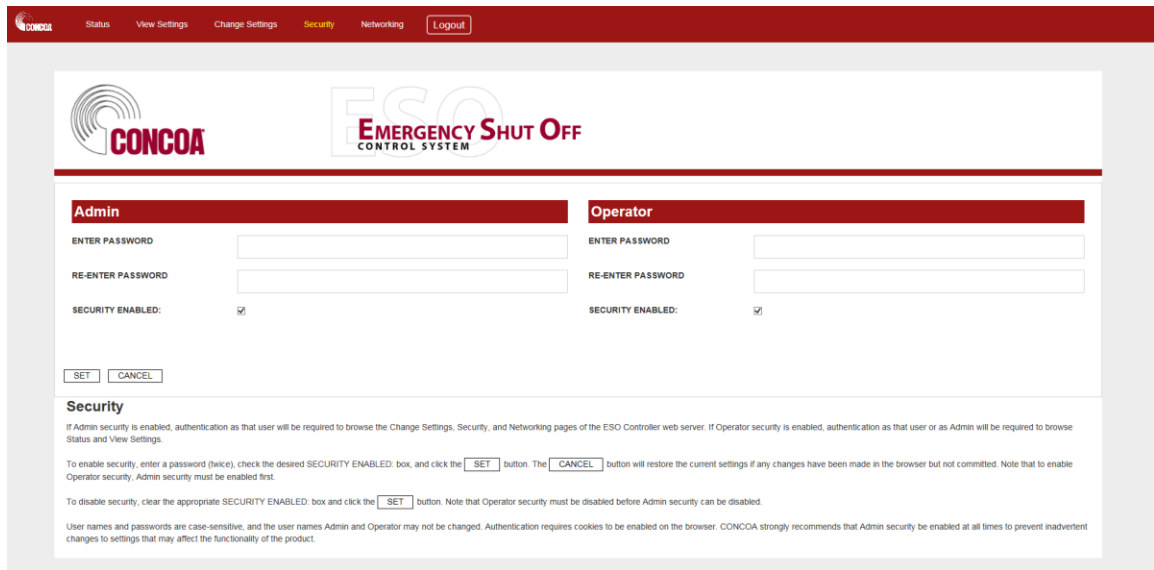 CONCOA Status View Settings Change Settings Security Networking Logout
CONCOA
ESO
EMERGENCY SHUT OFF
CONTROL SYSTEM
Admin Operator
ENTER PASSWORD ENTER PASSWORD
RE-ENTER PASSWORD RE-ENTER PASSWORD
SECURITY ENABLED: SECURITY ENABLED:
SET CANCEL
Security
If Admin security is enabled, authentication as that user will be required to browse the Change Settings, Security, and Networking pages of the ESO Controller web server. If Operator security is enabled, authentication as that user or as Admin will be required to browse
Status and View Settings.
To enable security, enter a password (twice), check the desired SECURITY ENABLED: box, and click the SET button. The CANCEL button will restore the current settings if any changes have been made in the browser but not committed. Note that to enable
Operator security, Admin security must be enabled first.
To disable security, clear the appropriate SECURITY ENABLED: box and click the SET button. Note that Operator security must be disabled before Admin security can be disabled.
User names and passwords are case-sensitive, and the user names Admin and Operator may not be changed. Authentication requires cookies to be enabled on the browser. CONCOA strongly recommends that Admin security be enabled at all times to prevent inadvertent
changes to settings that may affect the functionality of the product.